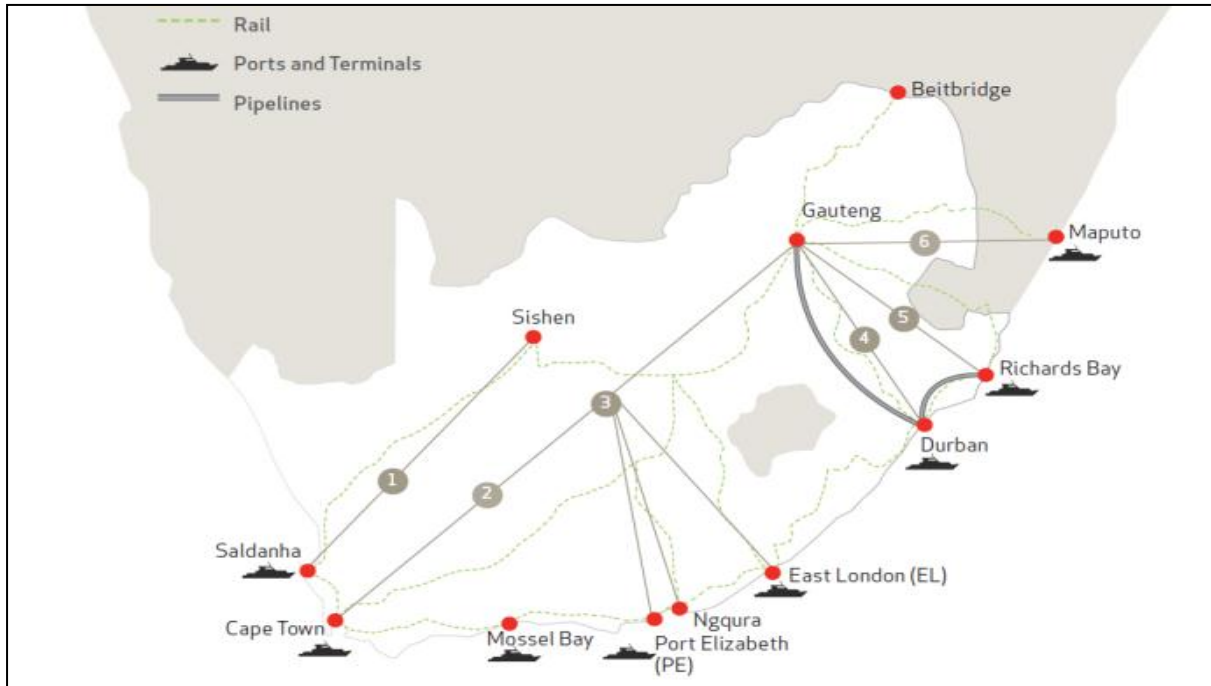 Rail
Ports and Terminals
Pipelines
Beitbridge
Gauteng
Maputo
6
Sishen
5
4
Richards Bay
3
Durban
1
2
Saldanha
East London (EL)
Ngqura
Cape Town
Mossel Bay
Port Elizabeth
(PE)